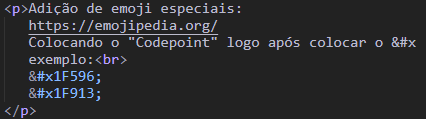 <p>Adição de emoji especiais:
https://emojipedia.org/
Colocando o "Codepoint" logo após colocar o &#x
exemplo:<br>
&#x1F596;
&#x1F913;
</p>